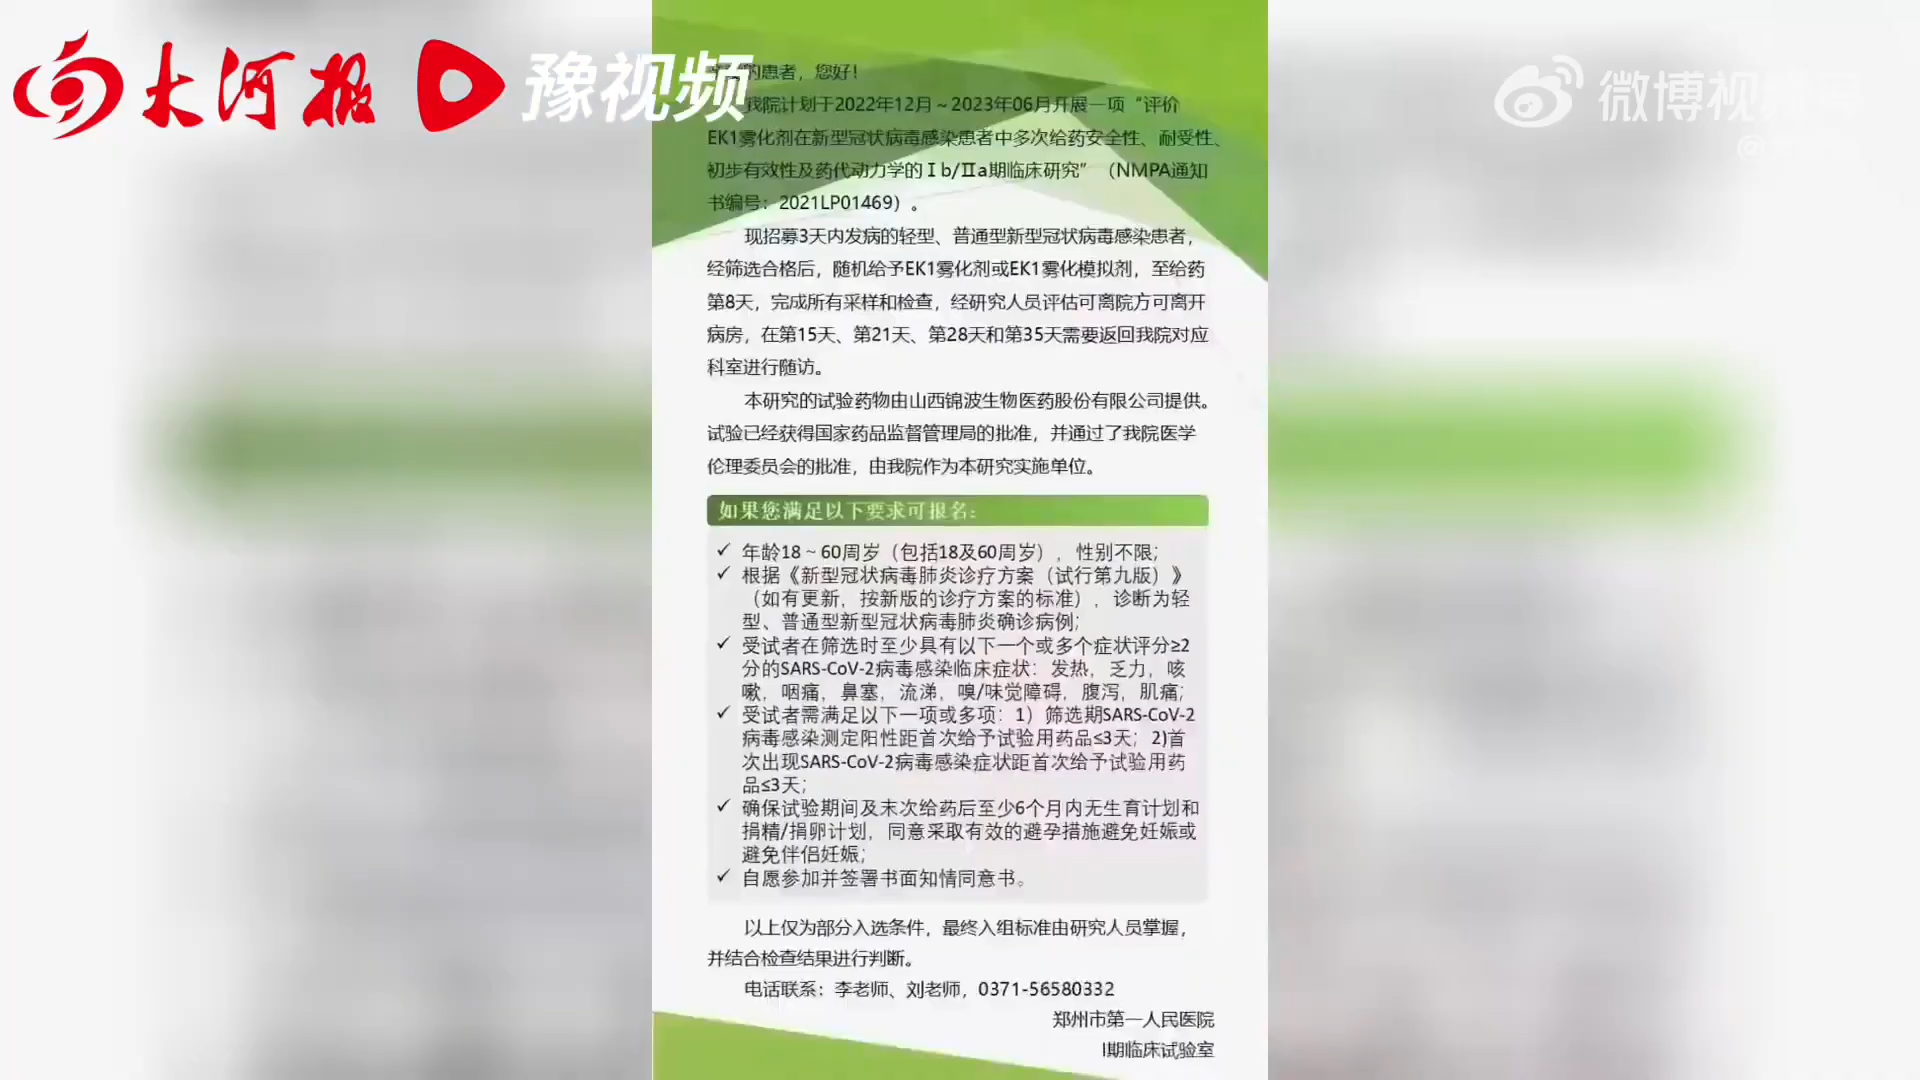 大河报
豫视频
微博视频号
的患者，您好！
我院计划于2022年12月～2023年06月开展一项“评价
EK1雾化剂在新型冠状病毒感染患者中多次给药安全性、耐受性、
初步有效性及药代动力学的Ⅰb/Ⅱa期临床研究”（NMPA通知
书编号：2021LP01469）。
现招募3天内发病的轻型、普通型新型冠状病毒感染患者，
经筛选合格后，随机给予EK1雾化剂或EK1雾化模拟剂，至给药
第8天，完成所有采样和检查，经研究人员评估可离院方可离开
病房，在第15天、第21天、第28天和第35天需要返回我院对应
科室进行随访。
本研究的试验药物由山西锦波生物医药股份有限公司提供。
试验已经获得国家药品监督管理局的批准，并通过了我院医学
伦理委员会的批准，由我院作为本研究实施单位。
如果您满足以下要求可报名：
✓ 年龄18～60周岁（包括18及60周岁），性别不限；
✓ 根据《新型冠状病毒肺炎诊疗方案（试行第九版）》
（如有更新，按新版的诊疗方案的标准），诊断为轻
型、普通型新型冠状病毒肺炎确诊病例；
✓ 受试者在筛选时至少具有以下一个或多个症状评分≥2
分的SARS-CoV-2病毒感染临床症状：发热，乏力，咳
嗽，咽痛，鼻塞，流涕，嗅/味觉障碍，腹泻，肌痛；
✓ 受试者需满足以下一项或多项：1）筛选期SARS-CoV-2
病毒感染测定阳性距首次给予试验用药品≤3天；2)首
次出现SARS-CoV-2病毒感染症状距首次给予试验用药
品≤3天；
✓ 确保试验期间及末次给药后至少6个月内无生育计划和
捐精/捐卵计划，同意采取有效的避孕措施避免妊娠或
避免伴侣妊娠；
✓ 自愿参加并签署书面知情同意书。
以上仅为部分入选条件，最终入组标准由研究人员掌握，
并结合检查结果进行判断。
电话联系：李老师、刘老师，0371-56580332
郑州市第一人民医院
I期临床试验室